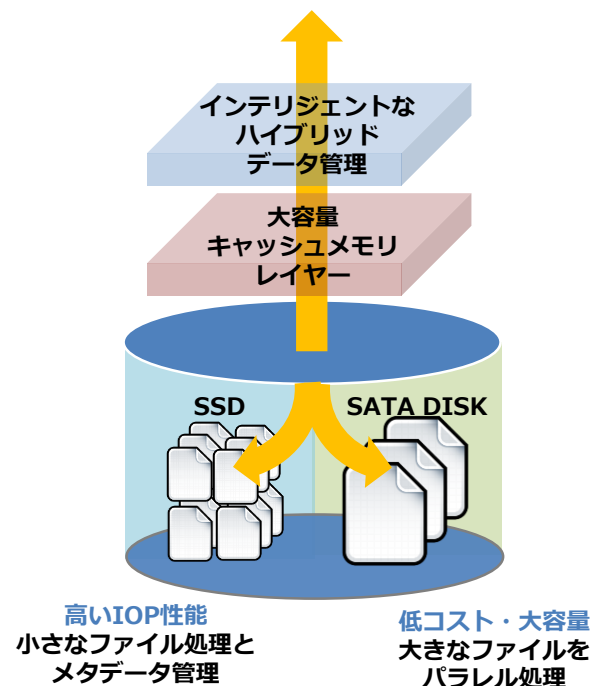 インテリジェントな
ハイブリッド
データ管理
大容量
キャッシュメモリ
レイヤー
SSD
SATA DISK
高いIOP性能
小さなファイル処理と
メタデータ管理
低コスト・大容量
大きなファイルを
パラレル処理